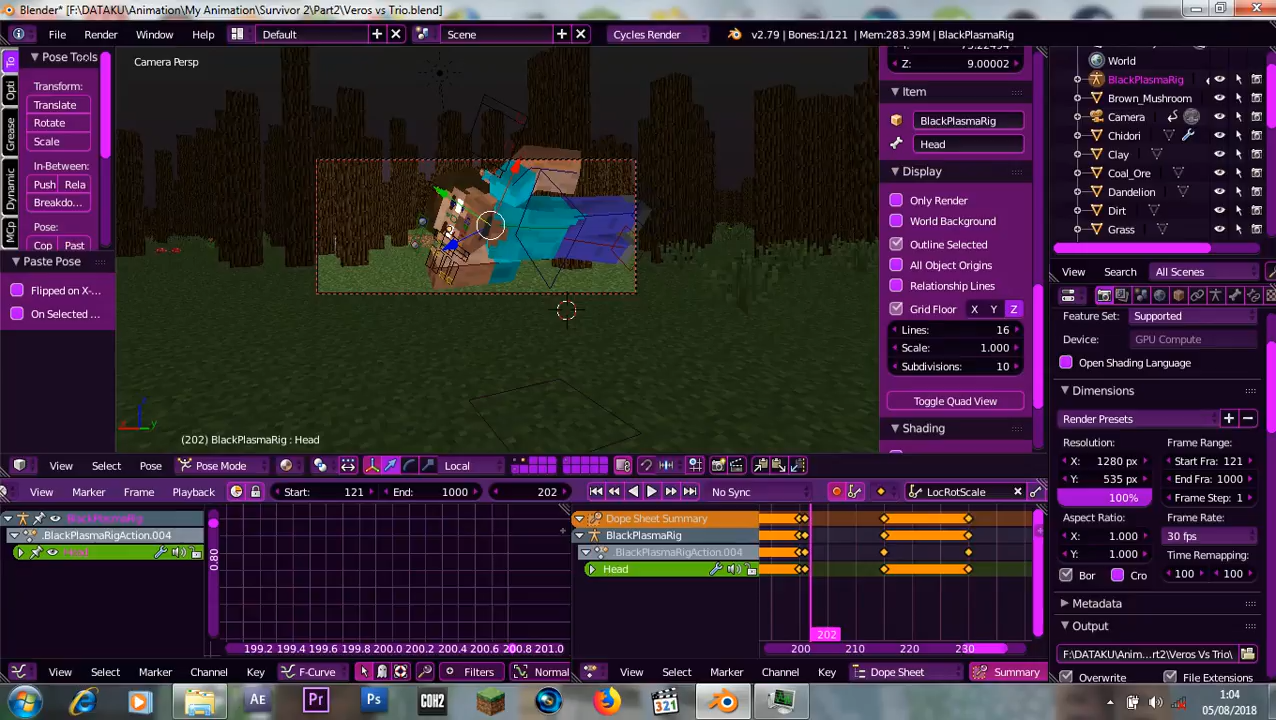 Blender* [F:\DATAKU\Animation\My Animation\Survivor 2\Part2\Veros vs Trio.blend]
File Render Window Help Default Scene Cycles Render v2.79 | Bones:1/121 | Mem:283.39M | BlackPlasmaRig
Pose Tools
Transform:
Translate
Rotate
Scale
In-Between:
Push Rela
Breakdo...
Pose:
Cop Past
To
Opti
Grease
Dynamic
MCp
Paste Pose
Flipped on X-...
On Selected ...
Camera Persp
(202) BlackPlasmaRig : Head
Z: 9.00002
Item
BlackPlasmaRig
Head
Display
Only Render
World Background
Outline Selected
All Object Origins
Relationship Lines
Grid Floor X Y Z
Lines: 16
Scale: 1.000
Subdivisions: 10
Toggle Quad View
Shading
World
BlackPlasmaRig
Brown_Mushroom
Camera
Chidori
Clay
Coal_Ore
Dandelion
Dirt
Grass
View Search All Scenes
Feature Set: Supported
Device: GPU Compute
Open Shading Language
Dimensions
Render Presets
Resolution: Frame Range:
X: 1280 px Start Fra: 121
Y: 535 px End Fra: 1000
100% Frame Step: 1
Aspect Ratio: Frame Rate:
X: 1.000 30 fps
Y: 1.000 Time Remapping:
Bor Cro 100 100
Metadata
Output
F:\DATAKU\Anim...rt2\Veros Vs Trio\
Overwrite File Extensions
View Select Pose Pose Mode Local
View Marker Frame Playback Start: 121 End: 1000 202 No Sync LocRotScale
BlackPlasmaRig
BlackPlasmaRigAction.004
Head
0.80
199.2 199.4 199.6 199.8 200.0 200.2 200.4 200.6 200.8 201.0
Dope Sheet Summary
BlackPlasmaRig
BlackPlasmaRigAction.004
Head
202
200 210 220 230
View Select Marker Channel Key F-Curve Filters Normal
View Select Marker Channel Key Dope Sheet Summary
Ae Pr Ps COH2 321
1:04
05/08/2018